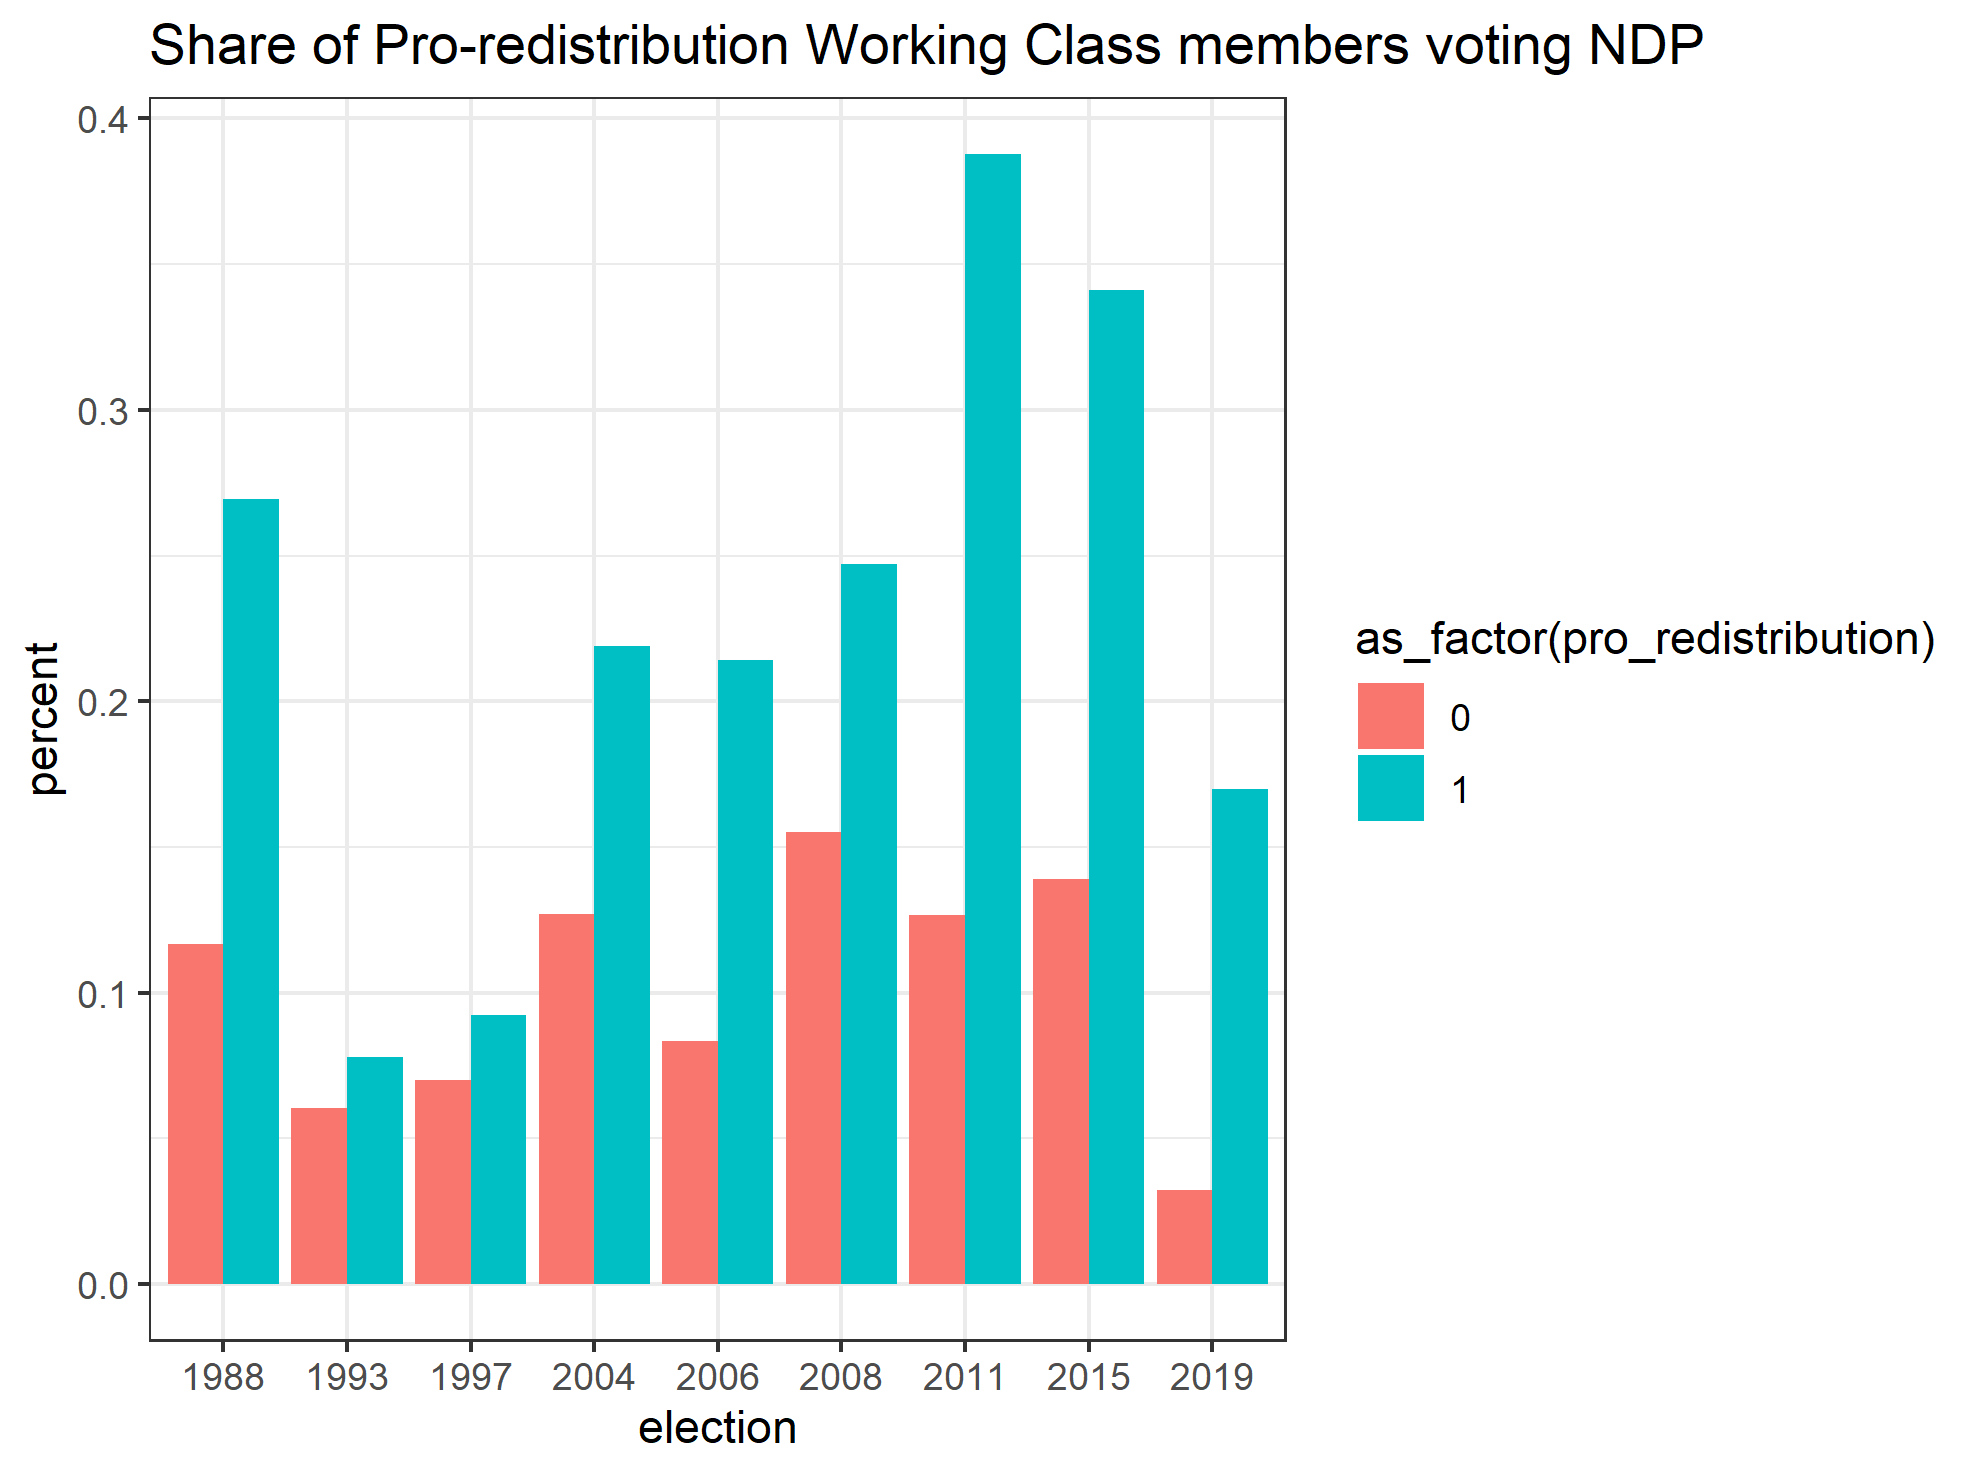 Share of Pro-redistribution Working Class members voting NDP
0.4
0.3
0.2
0.1
0.0
percent
1988 1993 1997 2004 2006 2008 2011 2015 2019
election
as_factor(pro_redistribution)
0
1